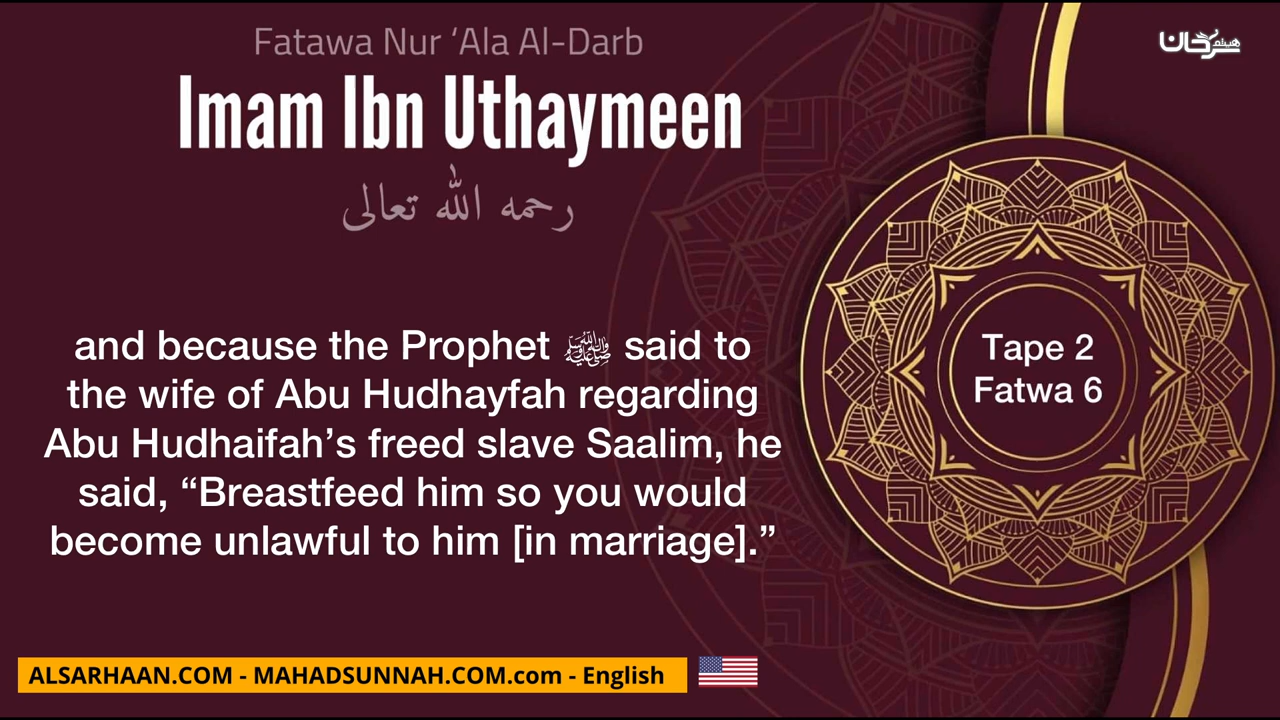 Fatawa Nur ‘Ala Al-Darb
هيثم سرحان
Imam Ibn Uthaymeen
رحمه الله تعالى
and because the Prophet ﷺ said to
the wife of Abu Hudhayfah regarding
Abu Hudhaifah’s freed slave Saalim, he
said, “Breastfeed him so you would
become unlawful to him [in marriage].”
Tape 2
Fatwa 6
ALSARHAAN.COM - MAHADSUNNAH.COM.com - English